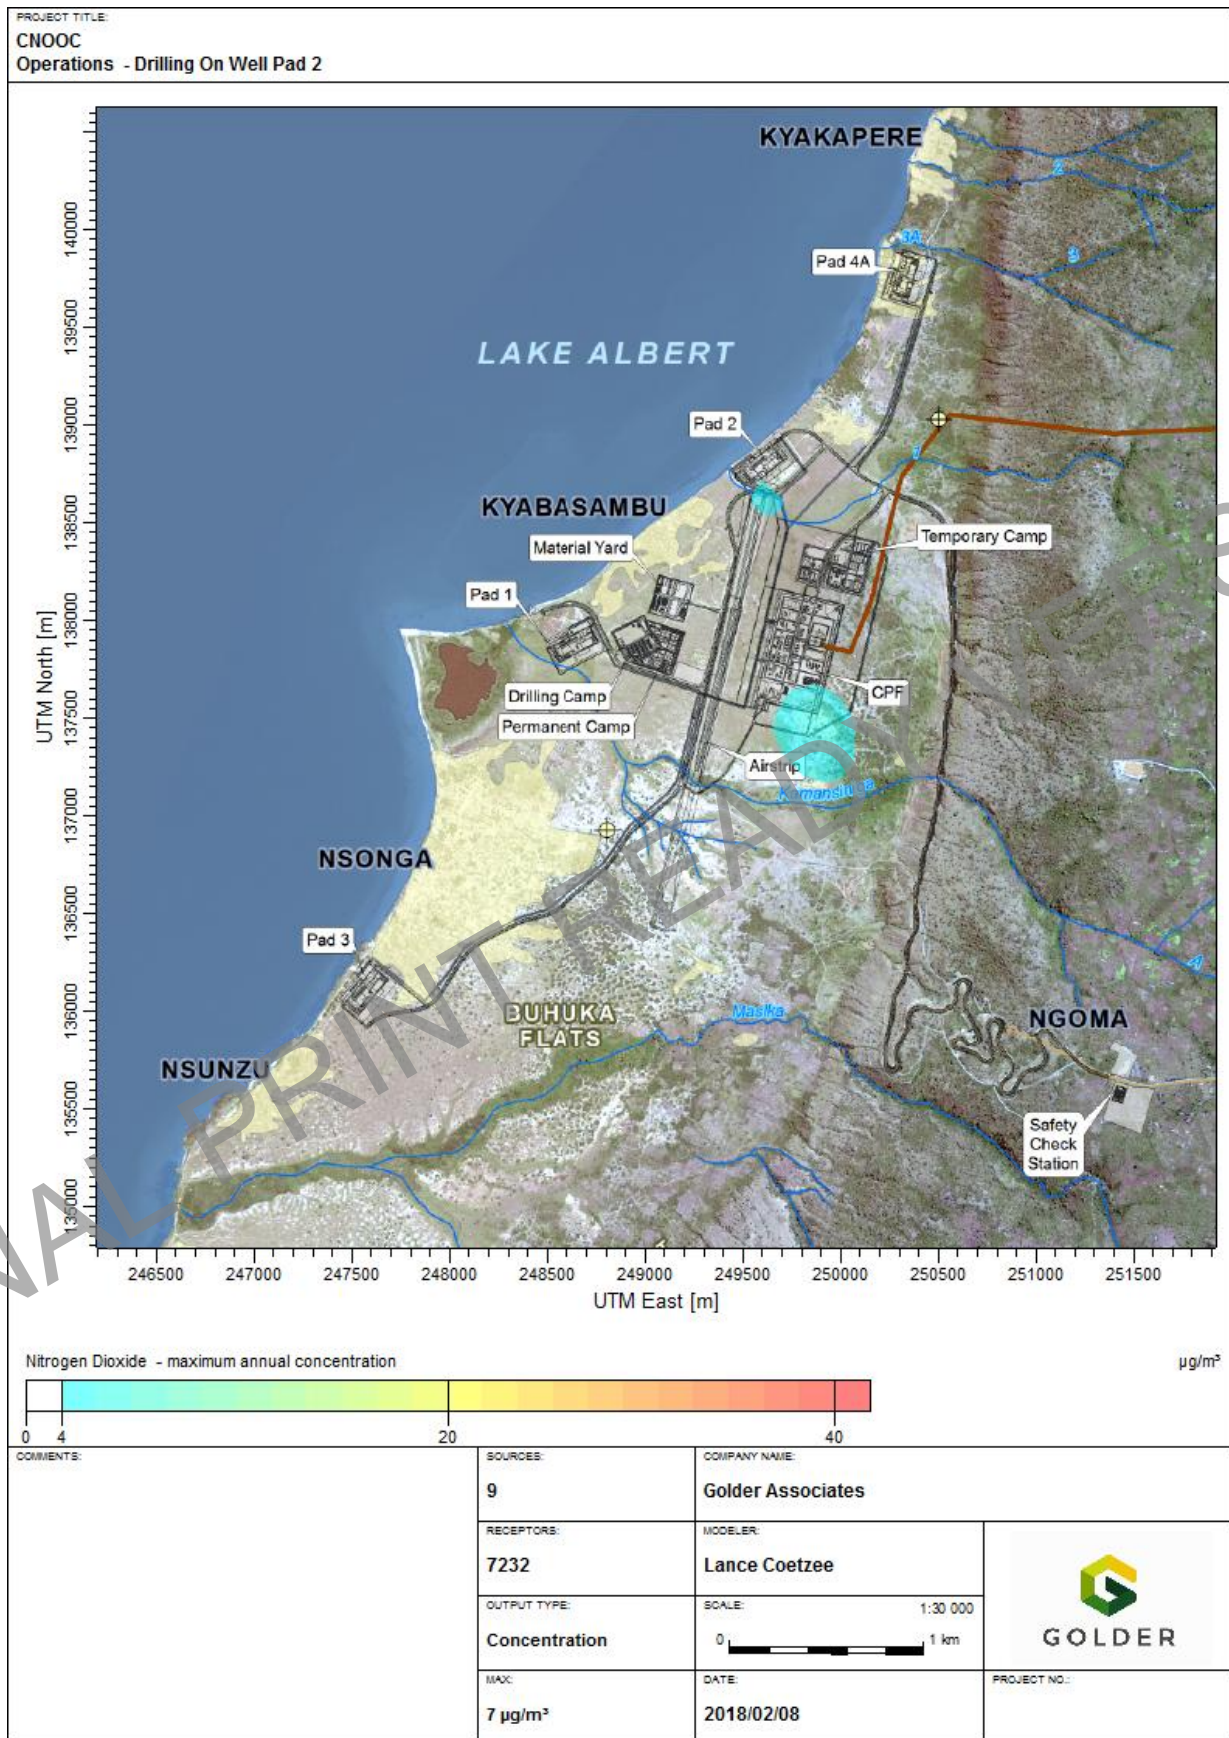 PROJECT TITLE:
CNOOC
Operations - Drilling On Well Pad 2
KYAKAPERE
2
3A
3
Pad 4A
LAKE ALBERT
Pad 2
1
KYABASAMBU
Temporary Camp
Material Yard
Pad 1
CPF
Drilling Camp
Permanent Camp
Airstrip
NSONGA
Pad 3
BUHUKA
FLATS
Masika
NGOMA
A
NSUNZU
Safety
Check
Station
UTM North [m]
140000
139500
139000
138500
138000
137500
137000
136500
136000
135500
135000
246500 247000 247500 248000 248500 249000 249500 250000 250500 251000 251500
UTM East [m]
Nitrogen Dioxide - maximum annual concentration
µg/m³
0 4 20 40
COMMENTS:
SOURCES:
9
COMPANY NAME:
Golder Associates
RECEPTORS:
7232
MODELER:
Lance Coetzee
OUTPUT TYPE:
Concentration
SCALE:
1:30 000
0 1 km
GOLDER
MAX:
7 µg/m³
DATE:
2018/02/08
PROJECT NO.:
NAL PRINT READY